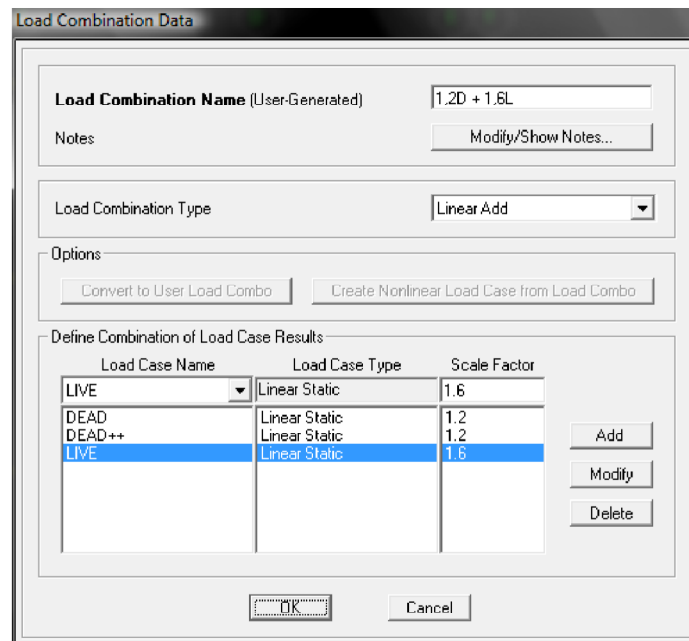 Load Combination Data
Load Combination Name (User-Generated) 1.2D + 1.6L
Notes Modify/Show Notes...
Load Combination Type Linear Add
Options
Convert to User Load Combo Create Nonlinear Load Case from Load Combo
Define Combination of Load Case Results
Load Case Name Load Case Type Scale Factor
LIVE Linear Static 1.6
DEAD Linear Static 1.2
DEAD++ Linear Static 1.2
LIVE Linear Static 1.6
Add
Modify
Delete
OK Cancel